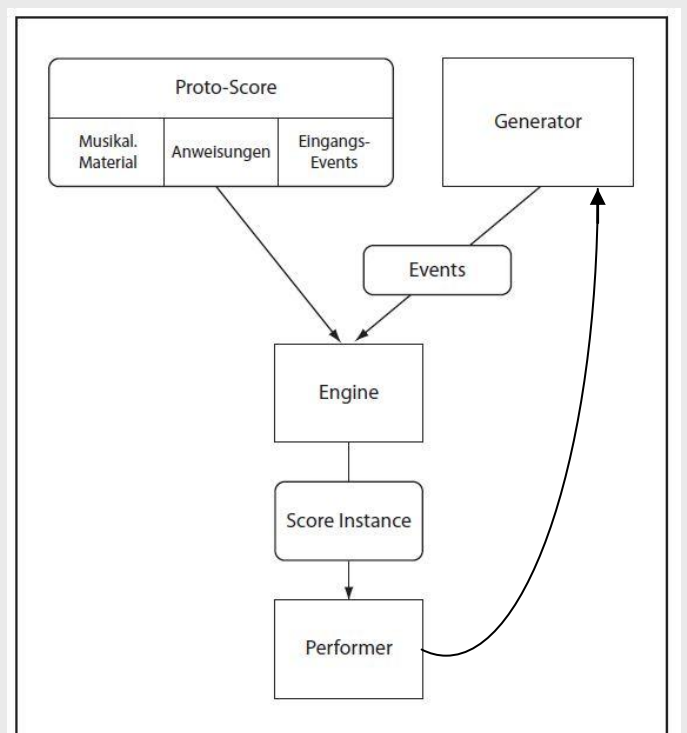 Proto-Score
Musikal.
Material
Anweisungen
Eingangs-
Events
Generator
Events
Engine
Score Instance
Performer